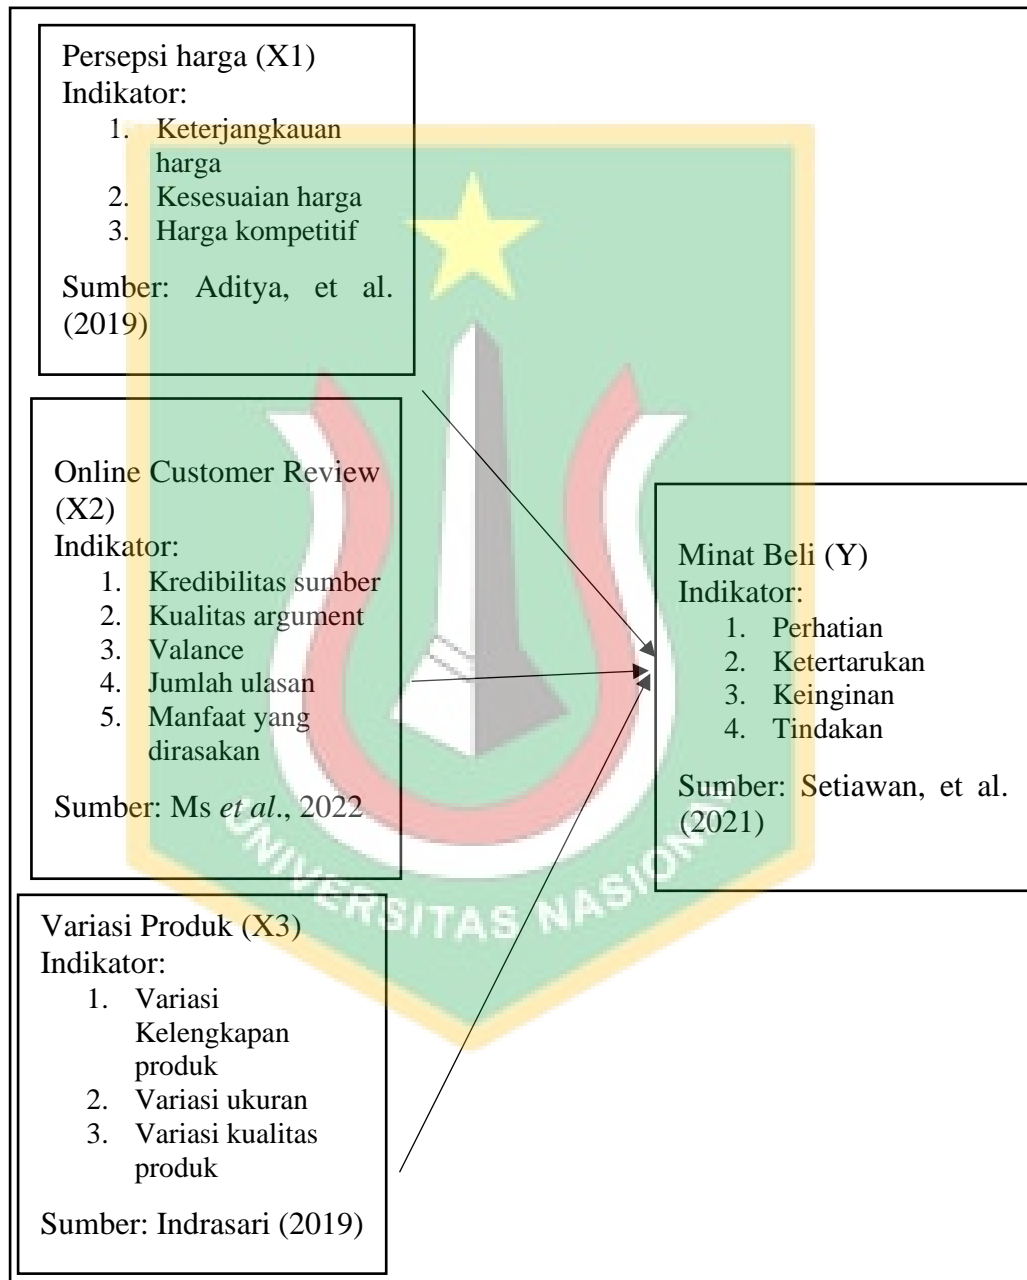 Persepsi harga (X1)
Indikator:
1. Keterjangkauan
harga
2. Kesesuaian harga
3. Harga kompetitif
Sumber: Aditya, et al.
(2019)
Online Customer Review
(X2)
Indikator:
1. Kredibilitas sumber
2. Kualitas argument
3. Valance
4. Jumlah ulasan
5. Manfaat yang
dirasakan
Sumber: Ms et al., 2022
Variasi Produk (X3)
Indikator:
1. Variasi
Kelengkapan
produk
2. Variasi ukuran
3. Variasi kualitas
produk
Sumber: Indrasari (2019)
Minat Beli (Y)
Indikator:
1. Perhatian
2. Ketertarukan
3. Keinginan
4. Tindakan
Sumber: Setiawan, et al.
(2021)
UNIVERSITAS NASIONAL